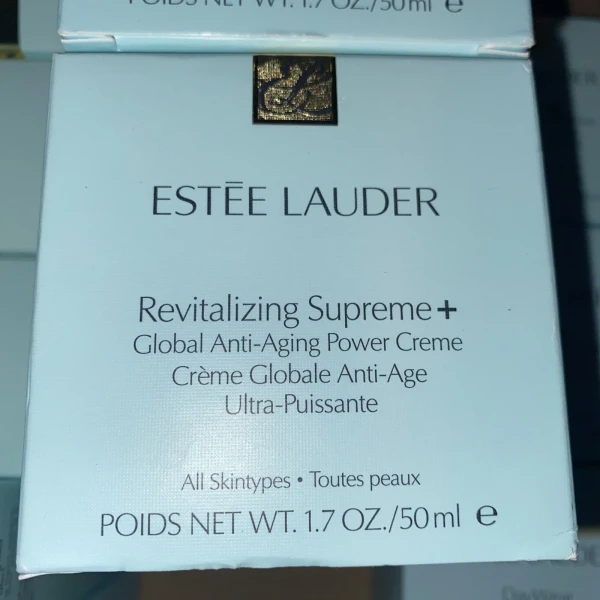 POIDS NET WT. 1.7 OZ./50ml e
ESTĒE LAUDER
Revitalizing Supreme+
Global Anti-Aging Power Creme
Crème Globale Anti-Age
Ultra-Puissante
All Skintypes • Toutes peaux
POIDS NET WT. 1.7 OZ./50ml e
DayWear